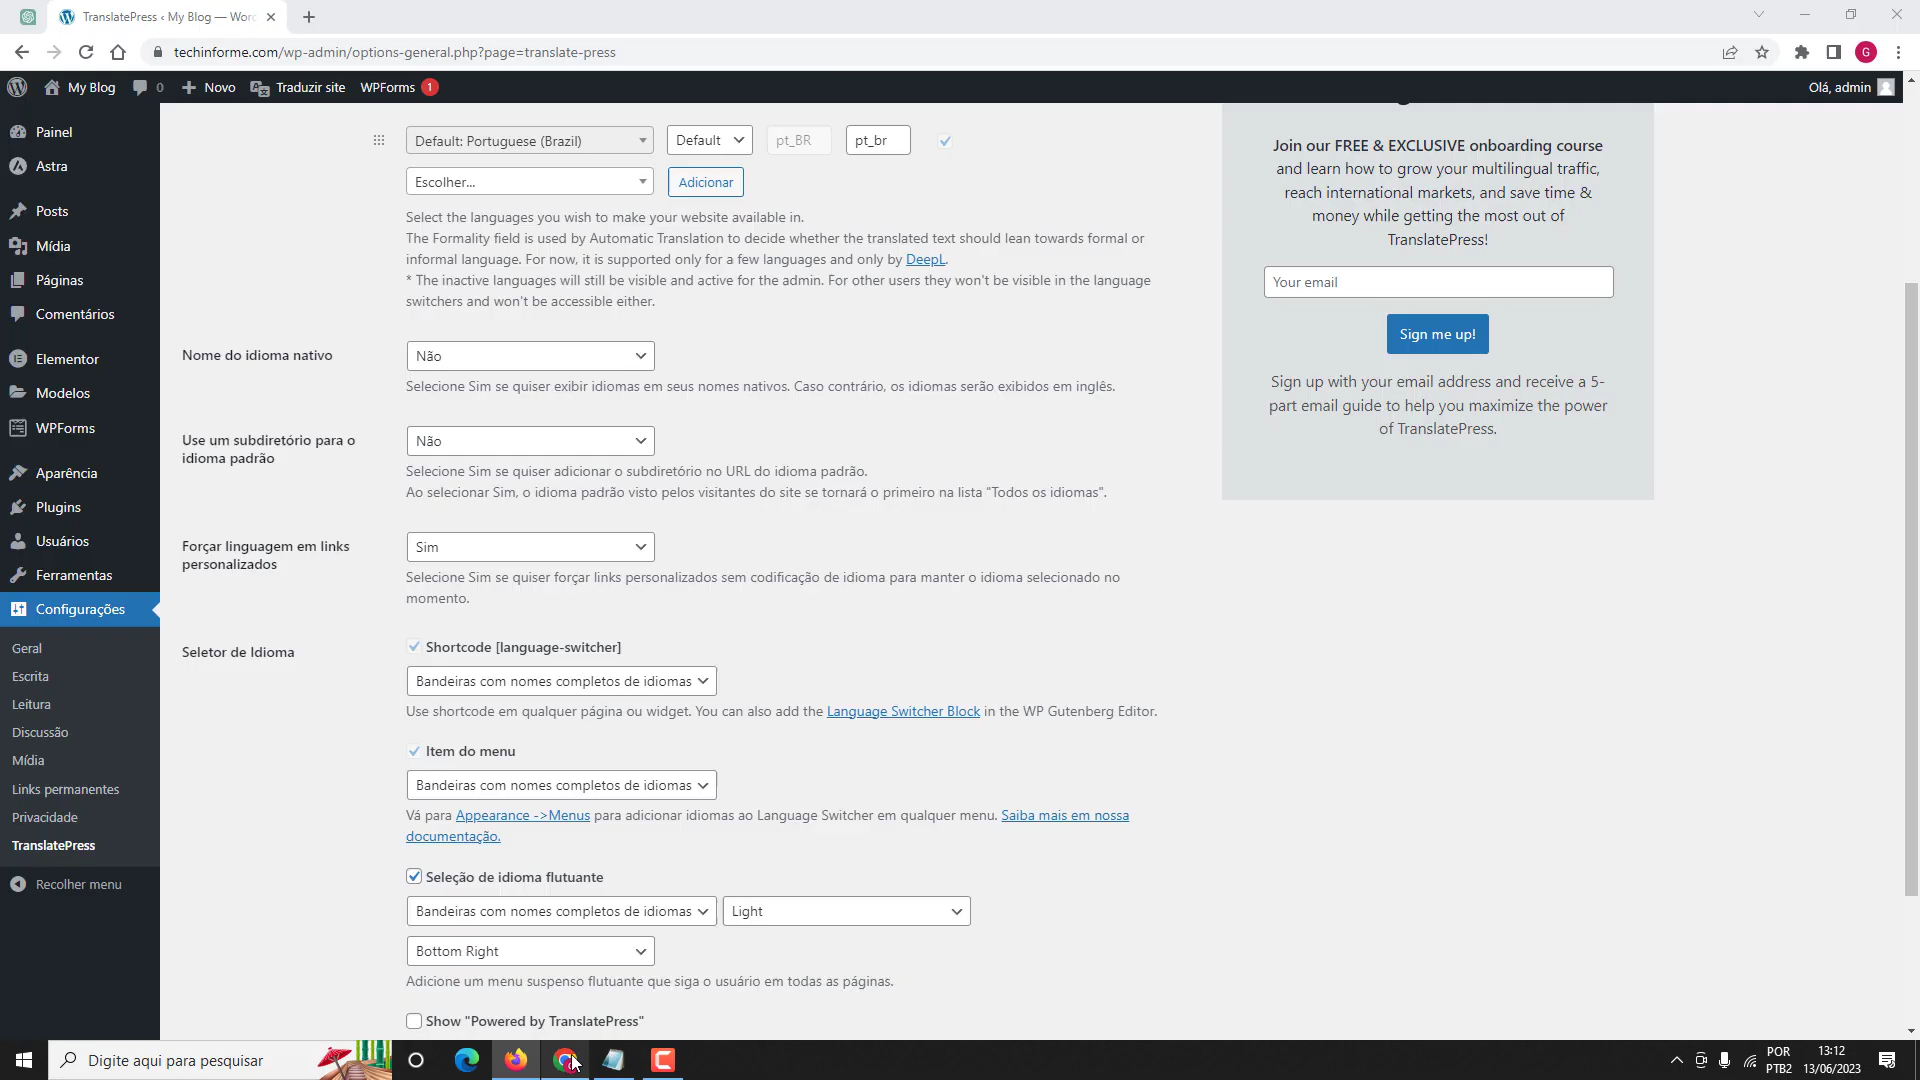 TranslatePress ‹ My Blog — Word
techinforme.com/wp-admin/options-general.php?page=translate-press
G
My Blog
0
Novo
Traduzir site
WPForms 1
Olá, admin
Painel
Astra
Posts
Mídia
Páginas
Comentários
Elementor
Modelos
WPForms
Aparência
Plugins
Usuários
Ferramentas
Configurações
Geral
Escrita
Leitura
Discussão
Mídia
Links permanentes
Privacidade
TranslatePress
Recolher menu
Default: Portuguese (Brazil) Default pt_BR pt_br
Escolher... Adicionar
Select the languages you wish to make your website available in.
The Formality field is used by Automatic Translation to decide whether the translated text should lean towards formal or
informal language. For now, it is supported only for a few languages and only by DeepL.
* The inactive languages will still be visible and active for the admin. For other users they won't be visible in the language
switchers and won't be accessible either.
Nome do idioma nativo
Não
Selecione Sim se quiser exibir idiomas em seus nomes nativos. Caso contrário, os idiomas serão exibidos em inglês.
Use um subdiretório para o
idioma padrão
Não
Selecione Sim se quiser adicionar o subdiretório no URL do idioma padrão.
Ao selecionar Sim, o idioma padrão visto pelos visitantes do site se tornará o primeiro na lista "Todos os idiomas".
Forçar linguagem em links
personalizados
Sim
Selecione Sim se quiser forçar links personalizados sem codificação de idioma para manter o idioma selecionado no
momento.
Seletor de Idioma
Shortcode [language-switcher]
Bandeiras com nomes completos de idiomas
Use shortcode em qualquer página ou widget. You can also add the Language Switcher Block in the WP Gutenberg Editor.
Item do menu
Bandeiras com nomes completos de idiomas
Vá para Appearance ->Menus para adicionar idiomas ao Language Switcher em qualquer menu. Saiba mais em nossa
documentação.
Seleção de idioma flutuante
Bandeiras com nomes completos de idiomas Light
Bottom Right
Adicione um menu suspenso flutuante que siga o usuário em todas as páginas.
Show "Powered by TranslatePress"
Join our FREE & EXCLUSIVE onboarding course
and learn how to grow your multilingual traffic,
reach international markets, and save time &
money while getting the most out of
TranslatePress!
Your email
Sign me up!
Sign up with your email address and receive a 5-
part email guide to help you maximize the power
of TranslatePress.
Digite aqui para pesquisar
POR
PTB2
13:12
13/06/2023